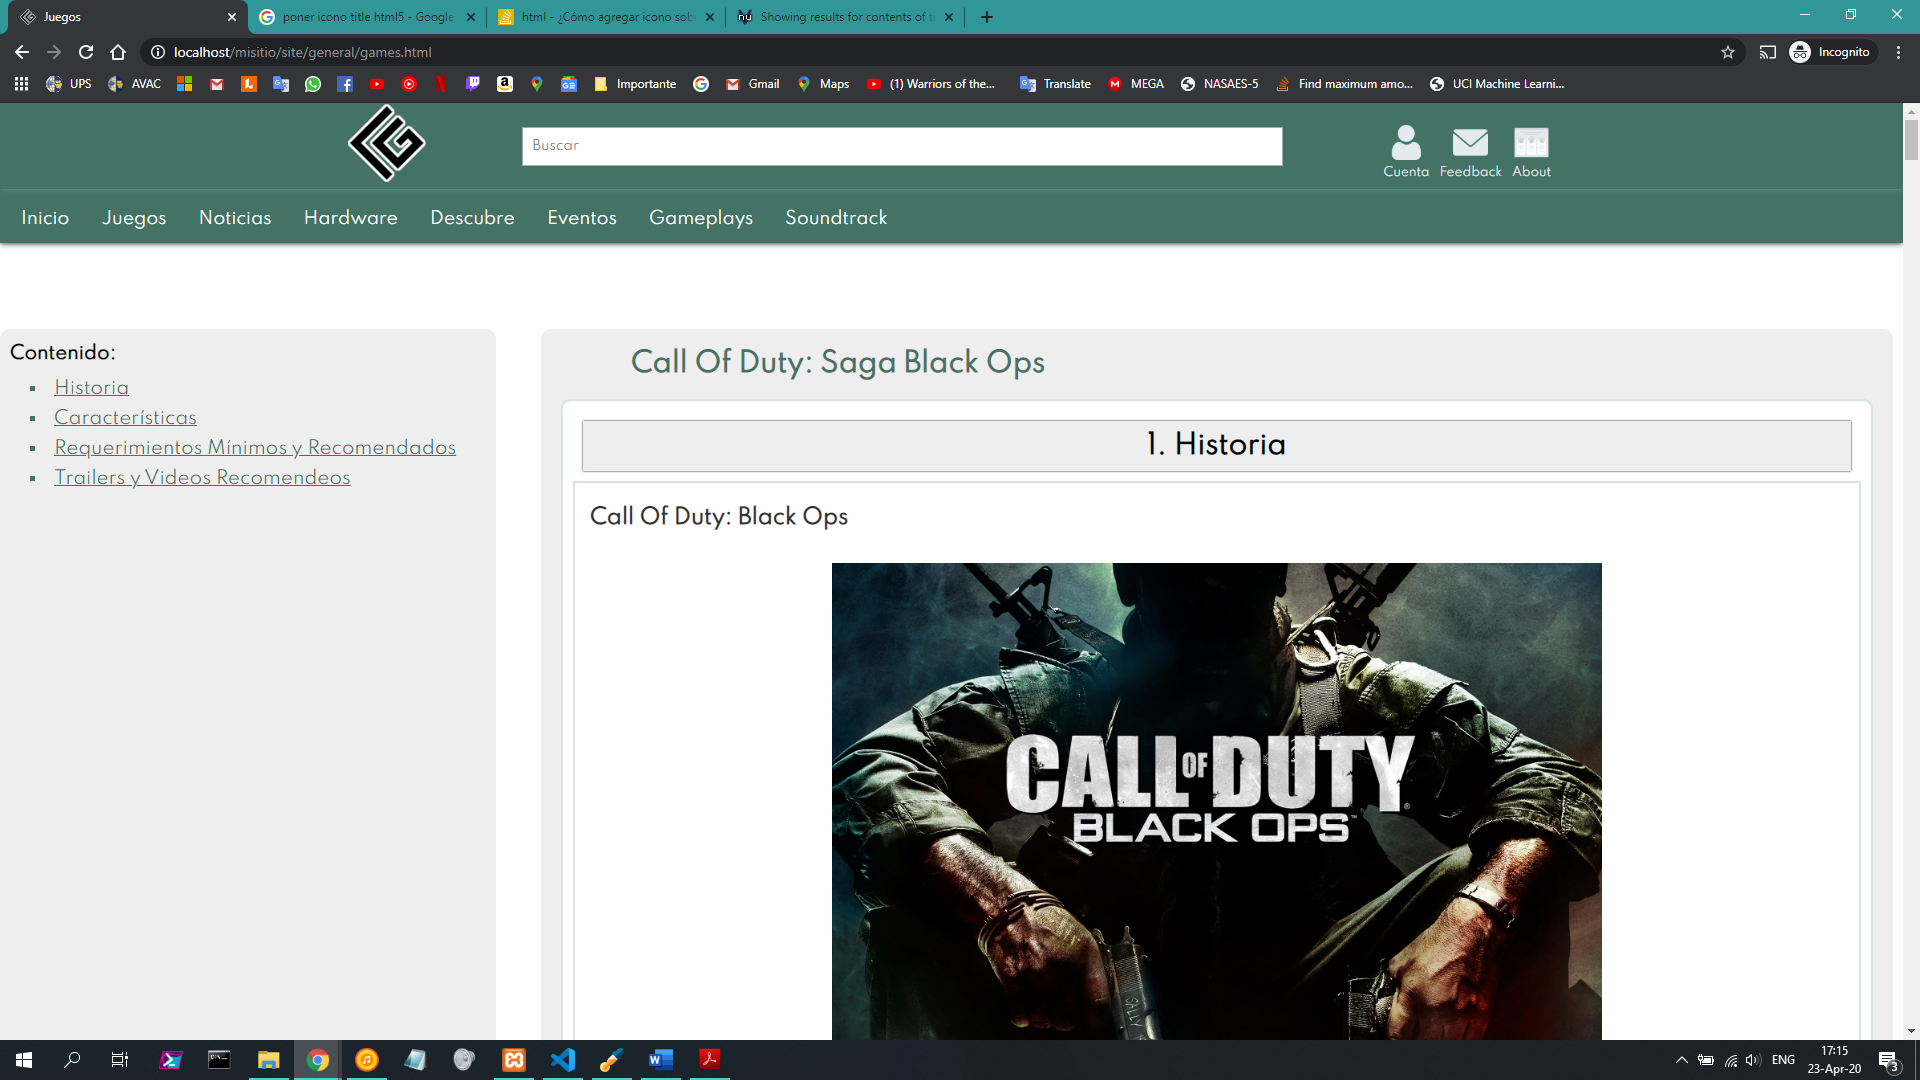 Juegos
poner icono title html5 - Google
html - ¿Cómo agregar icono sob
Showing results for contents of t
localhost/misitio/site/general/games.html
Incognito
UPS
AVAC
Importante
Gmail
Maps
(1) Warriors of the...
Translate
MEGA
NASAES-5
Find maximum amo...
UCI Machine Learni...
Buscar
Cuenta
Feedback
About
Inicio
Juegos
Noticias
Hardware
Descubre
Eventos
Gameplays
Soundtrack
Contenido:
Historia
Características
Requerimientos Mínimos y Recomendados
Trailers y Videos Recomendeos
Call Of Duty: Saga Black Ops
1. Historia
Call Of Duty: Black Ops
CALL OF DUTY®
BLACK OPS™
ENG
17:15
23-Apr-20
3